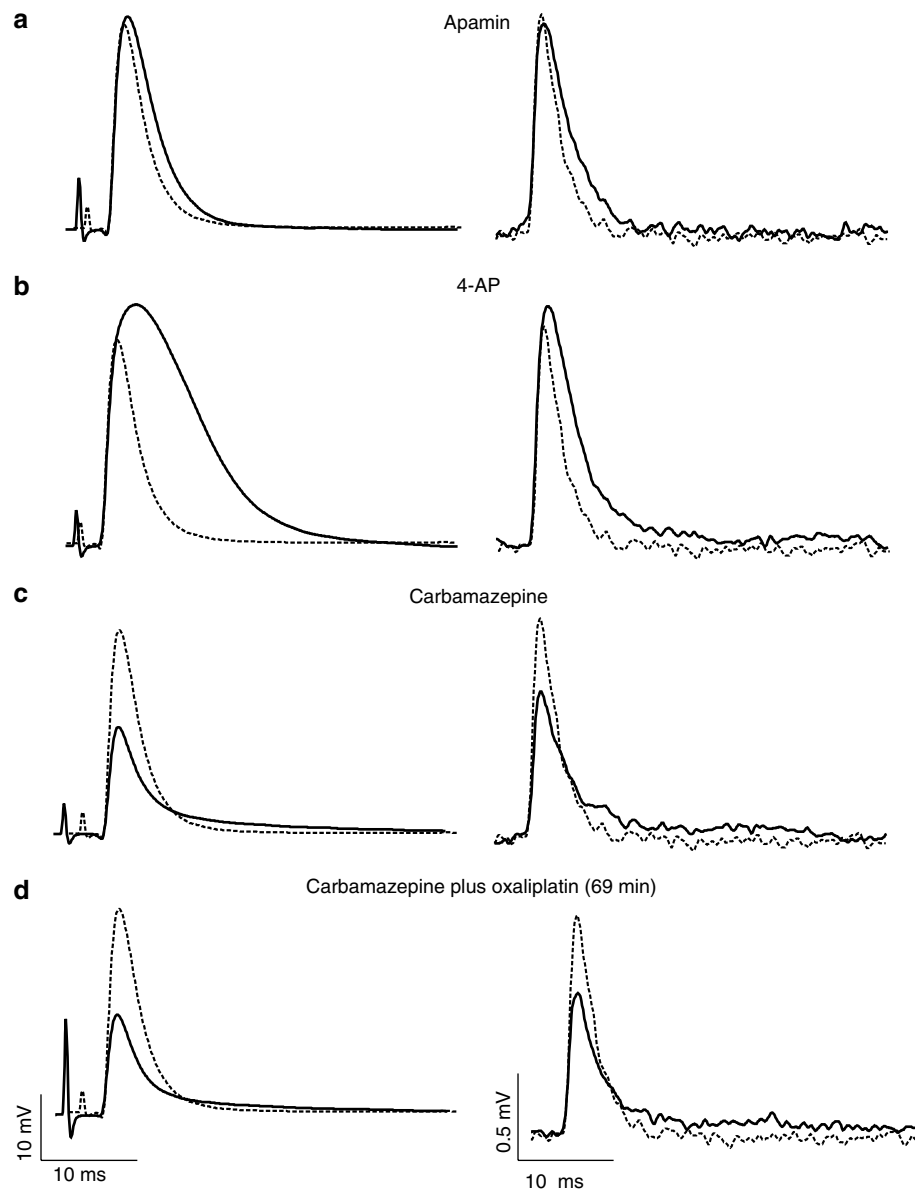 a
Apamin
b
4-AP
c
Carbamazepine
d
Carbamazepine plus oxaliplatin (69 min)
10 mV
10 ms
0.5 mV
10 ms